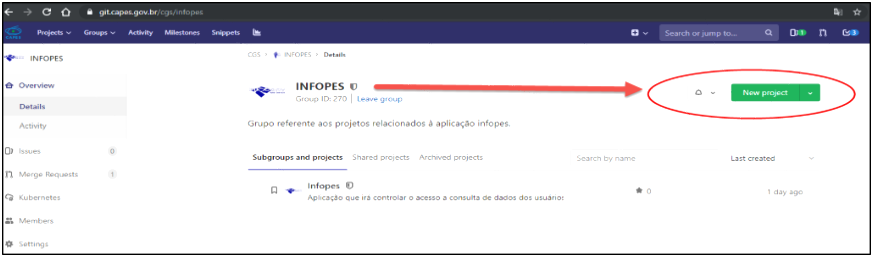 git.capes.gov.br/cgs/infopes
Projects Groups Activity Milestones Snippets
Search or jump to...
INFOPES
CGS > INFOPES > Details
Overview
Details
Activity
Issues 0
Merge Requests 1
Kubernetes
Members
Settings
INFOPES
Group ID: 270 | Leave group
New project
Grupo referente aos projetos relacionados à aplicação infopes.
Subgroups and projects Shared projects Archived projects
Search by name
Last created
Infopes
Aplicação que irá controlar o acesso a consulta de dados dos usuários
0
1 day ago